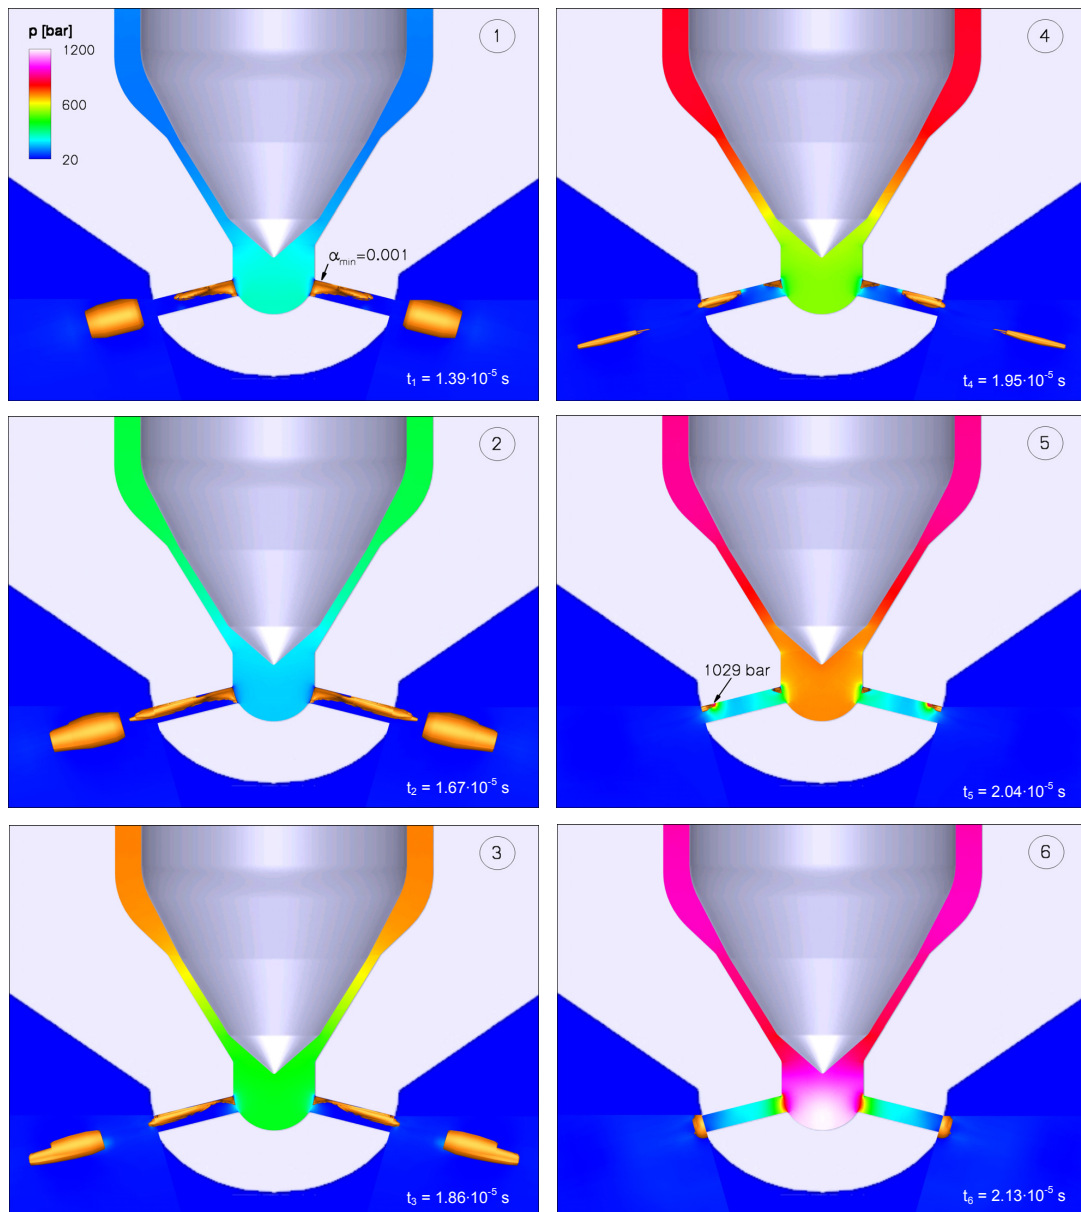 p [bar]
1200
600
20
1
αmin=0.001
t₁ = 1.39·10⁻⁵ s
4
t₄ = 1.95·10⁻⁵ s
2
t₂ = 1.67·10⁻⁵ s
5
1029 bar
t₅ = 2.04·10⁻⁵ s
3
t₃ = 1.86·10⁻⁵ s
6
t₆ = 2.13·10⁻⁵ s